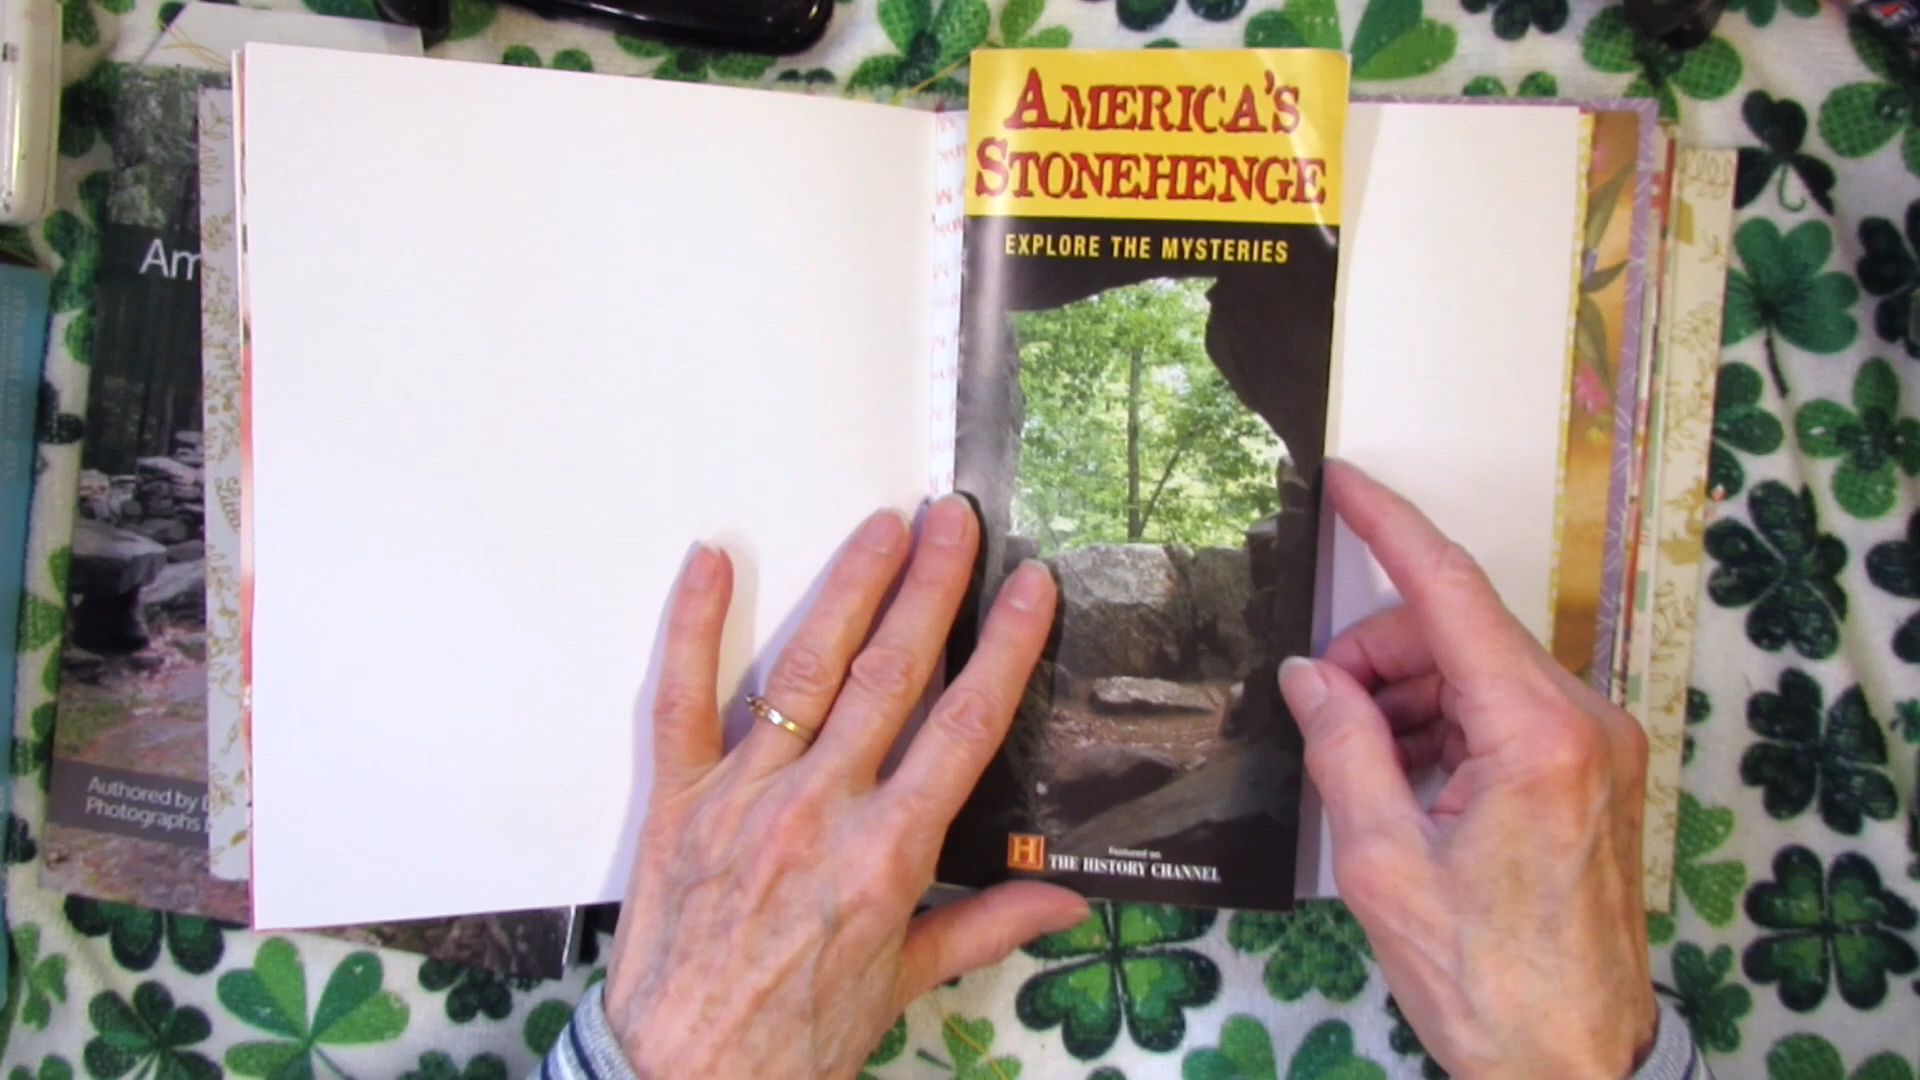 AMERICA'S
STONEHENGE
EXPLORE THE MYSTERIES
H
Featured on
THE HISTORY CHANNEL
Am
Authored by
Photographs